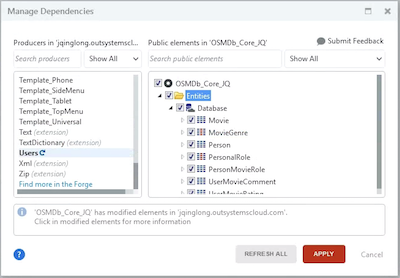 Manage Dependencies
Producers in 'jqinglong.outsystemscl...
Public elements in 'OSMDb_Core_JQ'
Submit Feedback
Search producers
Show All
Search public elements
Show All
Template_Phone
Template_SideMenu
Template_Tablet
Template_TopMenu
Template_Universal
Text (extension)
TextDictionary (extension)
Users
Xml (extension)
Zip (extension)
Find more in the Forge
OSMDb_Core_JQ
Entities
Database
Movie
MovieGenre
Person
PersonalRole
PersonMovieRole
UserMovieComment
UserMovieRating
'OSMDb_Core_JQ' has modified elements in 'jqinglong.outsystemscloud.com'.
Click in modified elements for more information
?
REFRESH ALL
APPLY
Cancel